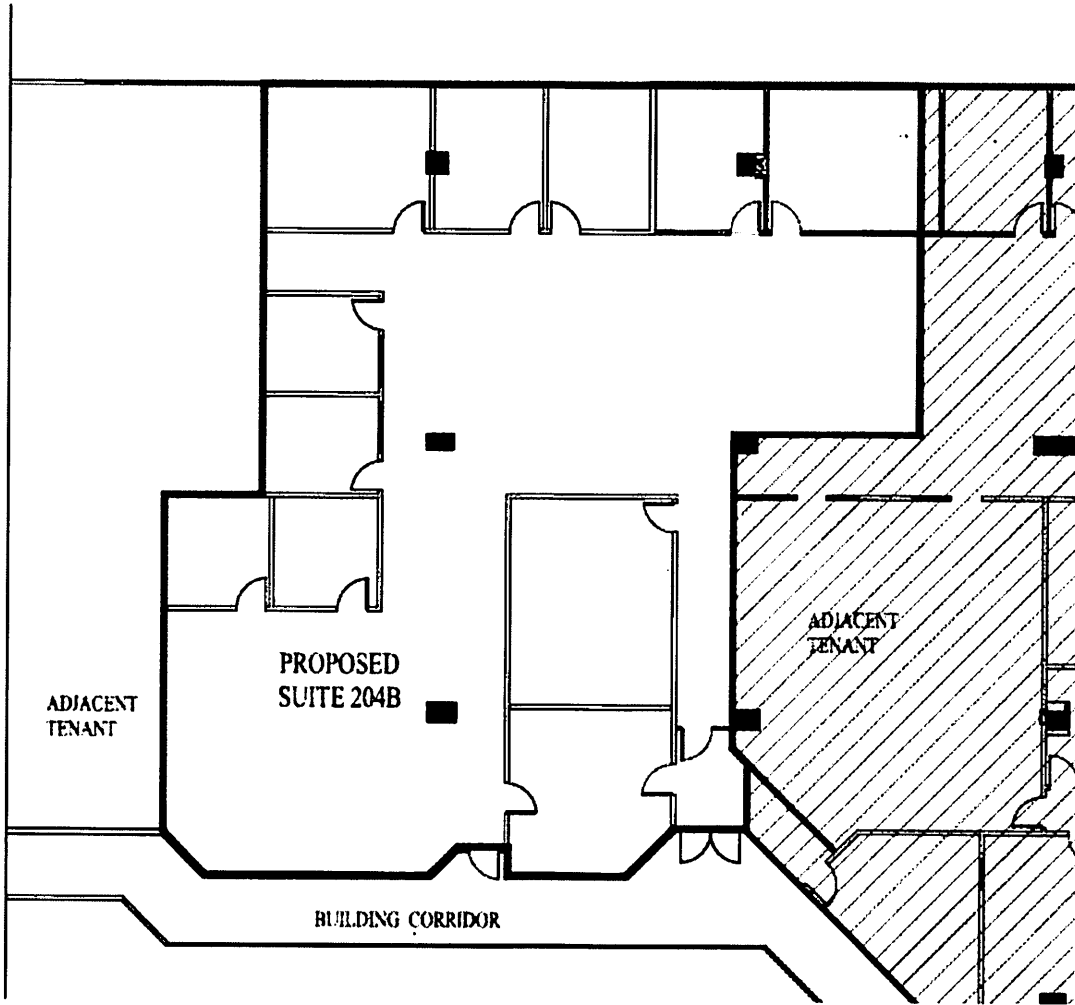 ADJACENT
TENANT
PROPOSED
SUITE 204B
ADJACENT
TENANT
BUILDING CORRIDOR